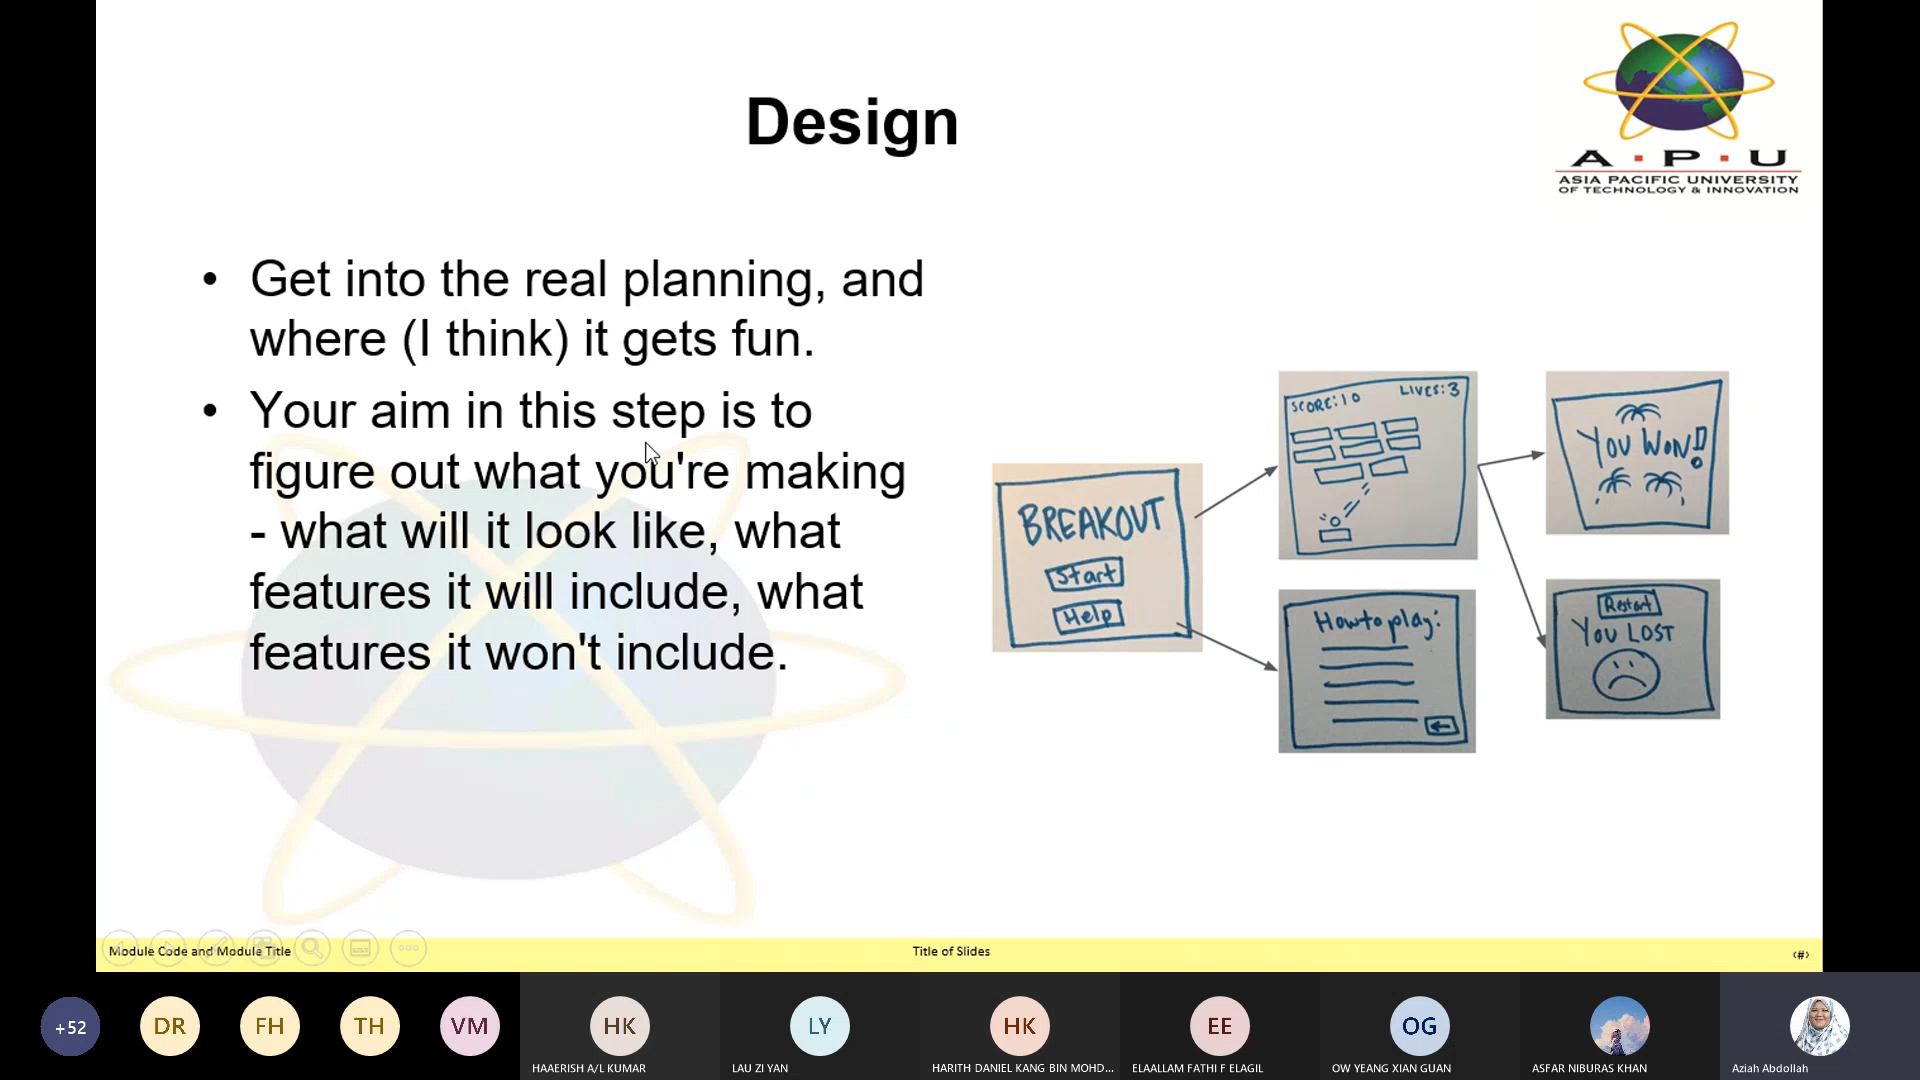 Design
A · P · U
ASIA PACIFIC UNIVERSITY
OF TECHNOLOGY & INNOVATION
• Get into the real planning, and
where (I think) it gets fun.
• Your aim in this step is to
figure out what you're making
- what will it look like, what
features it will include, what
features it won't include.
BREAKOUT
Start
Help
SCORE:10 LIVES:3
How to play:
YOU WON!
Restart
YOU LOST
Module Code and Module Title
Title of Slides
‹#›
+52
DR
FH
TH
VM
HK
HAAERISH A/L KUMAR
LY
LAU ZI YAN
HK
HARITH DANIEL KANG BIN MOHD...
EE
ELAALLAM FATHI F ELAGIL
OG
OW YEANG XIAN GUAN
ASFAR NIBURAS KHAN
Aziah Abdollah